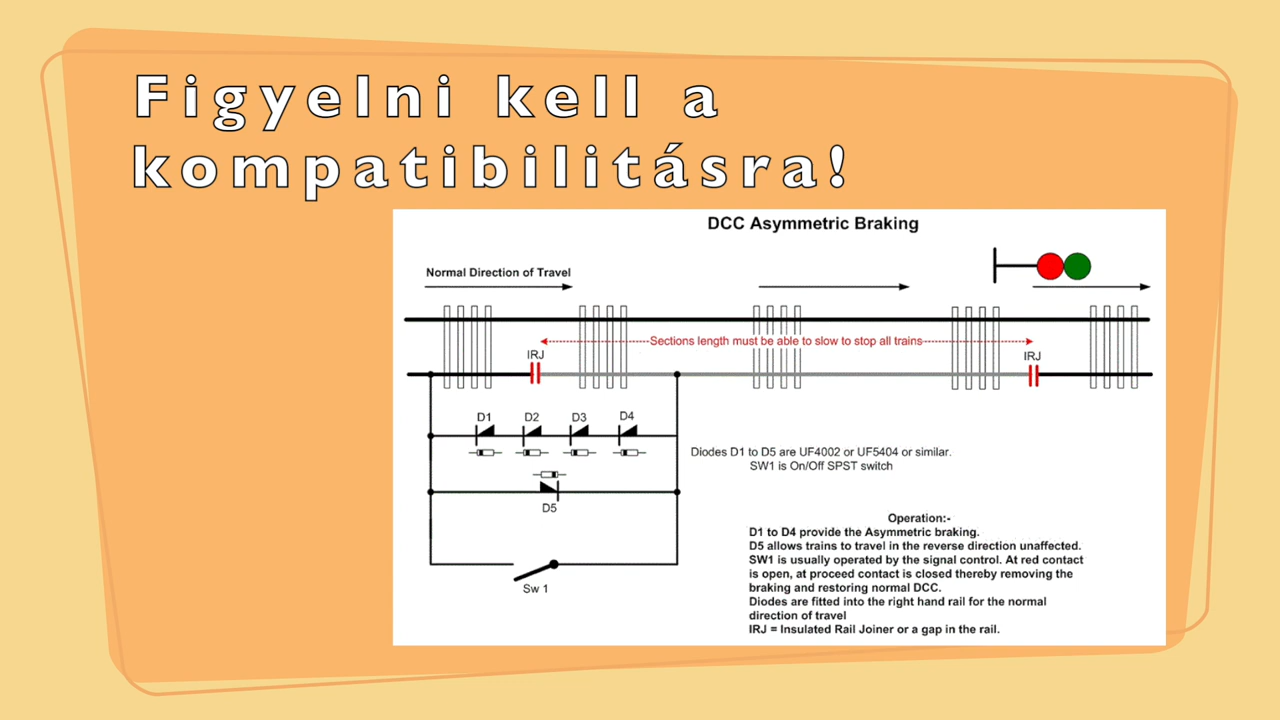 Figyelni kell a
kompatibilitásra!
DCC Asymmetric Braking
Normal Direction of Travel
Sections length must be able to slow to stop all trains
IRJ
IRJ
D1 D2 D3 D4
Diodes D1 to D5 are UF4002 or UF5404 or similar.
SW1 is On/Off SPST switch
D5
Sw 1
Operation:-
D1 to D4 provide the Asymmetric braking.
D5 allows trains to travel in the reverse direction unaffected.
SW1 is usually operated by the signal control. At red contact
is open, at proceed contact is closed thereby removing the
braking and restoring normal DCC.
Diodes are fitted into the right hand rail for the normal
direction of travel
IRJ = Insulated Rail Joiner or a gap in the rail.